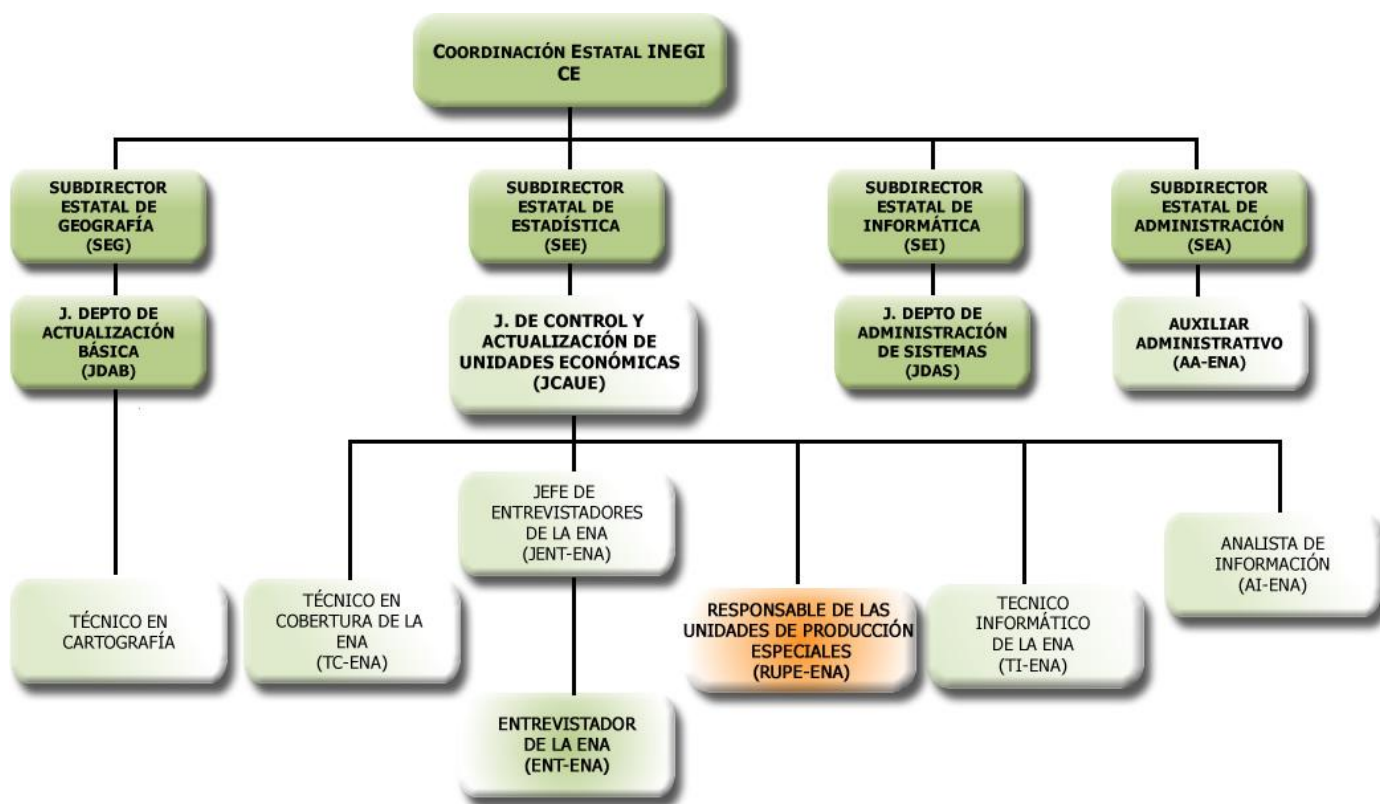 COORDINACIÓN ESTATAL INEGI
CE
SUBDIRECTOR
ESTATAL DE
GEOGRAFÍA
(SEG)
SUBDIRECTOR
ESTATAL DE
ESTADÍSTICA
(SEE)
SUBDIRECTOR
ESTATAL DE
INFORMÁTICA
(SEI)
SUBDIRECTOR
ESTATAL DE
ADMINISTRACIÓN
(SEA)
J. DEPTO DE
ACTUALIZACIÓN
BÁSICA
(JDAB)
J. DE CONTROL Y
ACTUALIZACIÓN DE
UNIDADES ECONÓMICAS
(JCAUE)
J. DEPTO DE
ADMINISTRACIÓN
DE SISTEMAS
(JDAS)
AUXILIAR
ADMINISTRATIVO
(AA-ENA)
JEFE DE
ENTREVISTADORES
DE LA ENA
(JENT-ENA)
ANALISTA DE
INFORMACIÓN
(AI-ENA)
TÉCNICO EN
CARTOGRAFÍA
TÉCNICO EN
COBERTURA DE LA
ENA
(TC-ENA)
RESPONSABLE DE LAS
UNIDADES DE PRODUCCIÓN
ESPECIALES
(RUPE-ENA)
TECNICO
INFORMÁTICO
DE LA ENA
(TI-ENA)
ENTREVISTADOR
DE LA ENA
(ENT-ENA)